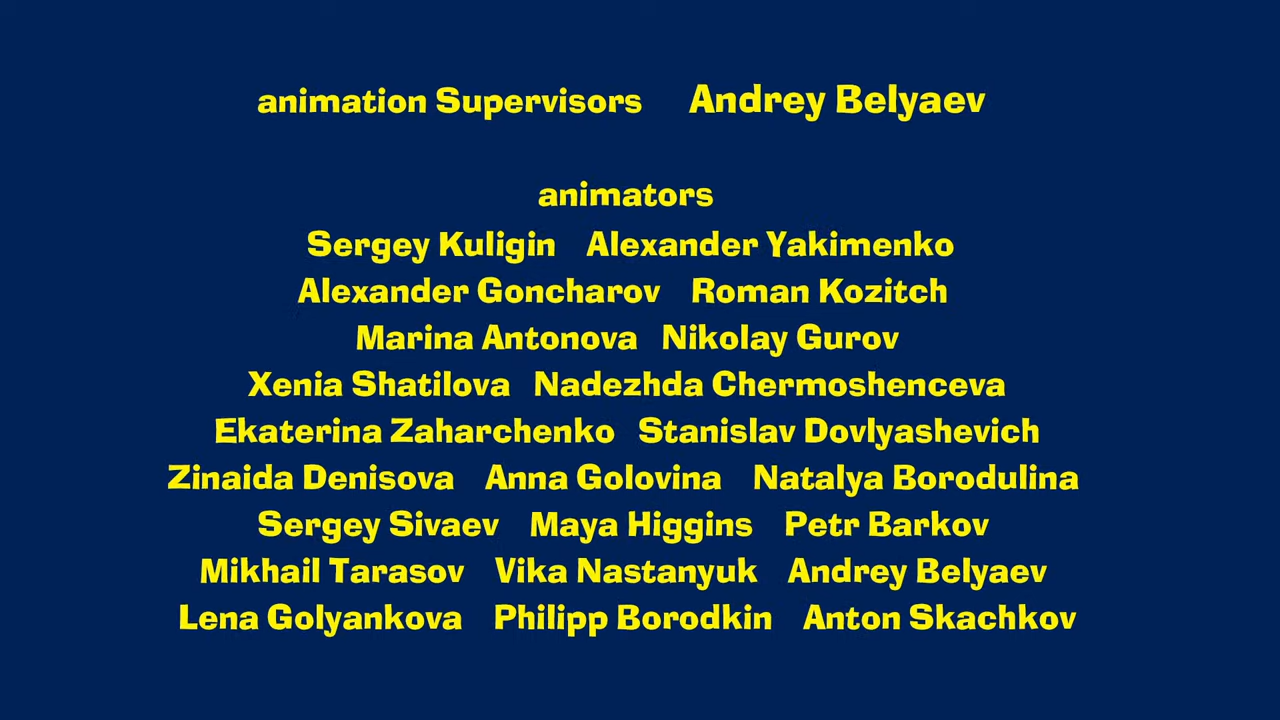 animation Supervisors Andrey Belyaev
animators
Sergey Kuligin Alexander Yakimenko
Alexander Goncharov Roman Kozitch
Marina Antonova Nikolay Gurov
Xenia Shatilova Nadezhda Chermoshenceva
Ekaterina Zaharchenko Stanislav Dovlyashevich
Zinaida Denisova Anna Golovina Natalya Borodulina
Sergey Sivaev Maya Higgins Petr Barkov
Mikhail Tarasov Vika Nastanyuk Andrey Belyaev
Lena Golyankova Philipp Borodkin Anton Skachkov